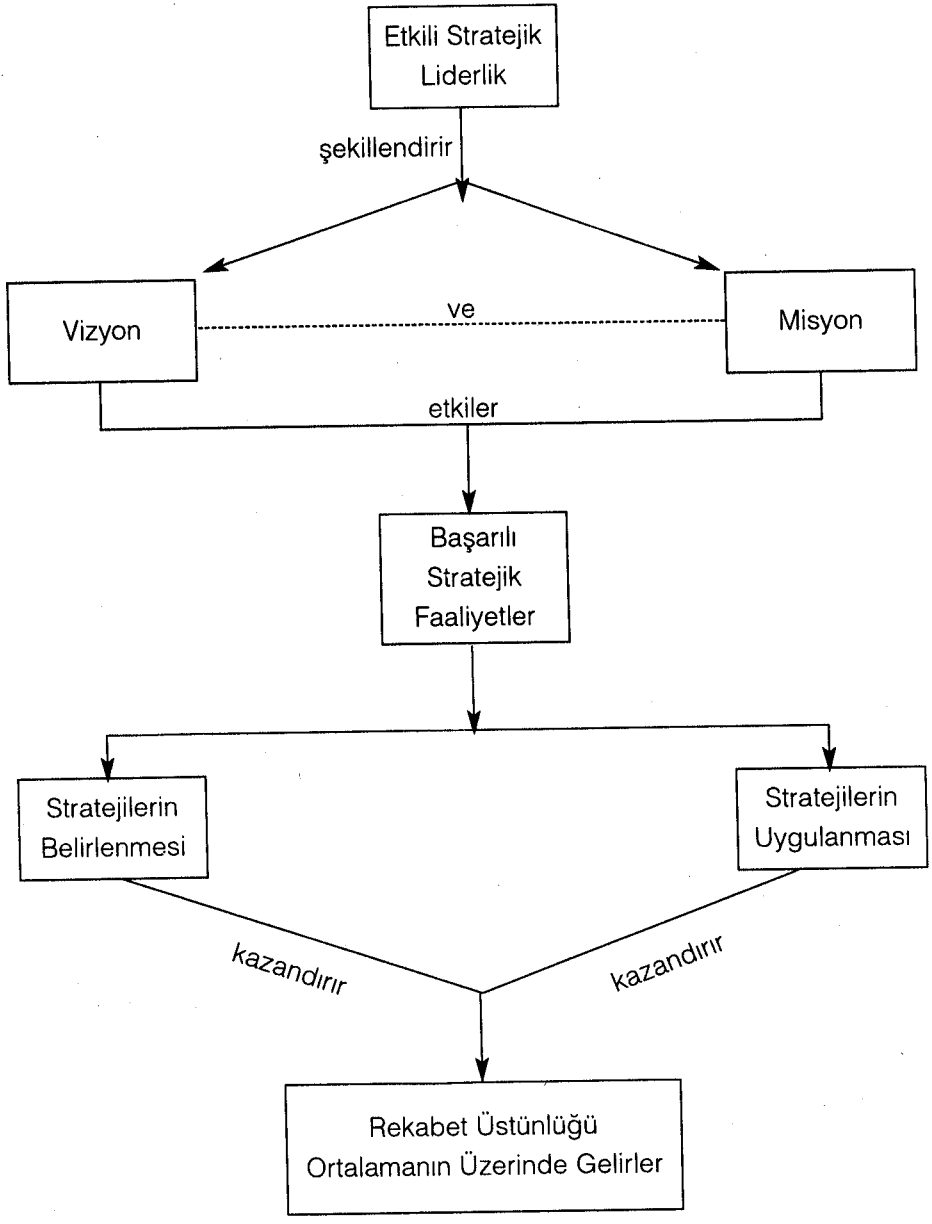 Etkili Stratejik
Liderlik
şekillendirir
Vizyon
ve
Misyon
etkiler
Başarılı
Stratejik
Faaliyetler
Stratejilerin
Belirlenmesi
Stratejilerin
Uygulanması
kazandırır
kazandırır
Rekabet Üstünlüğü
Ortalamanın Üzerinde Gelirler